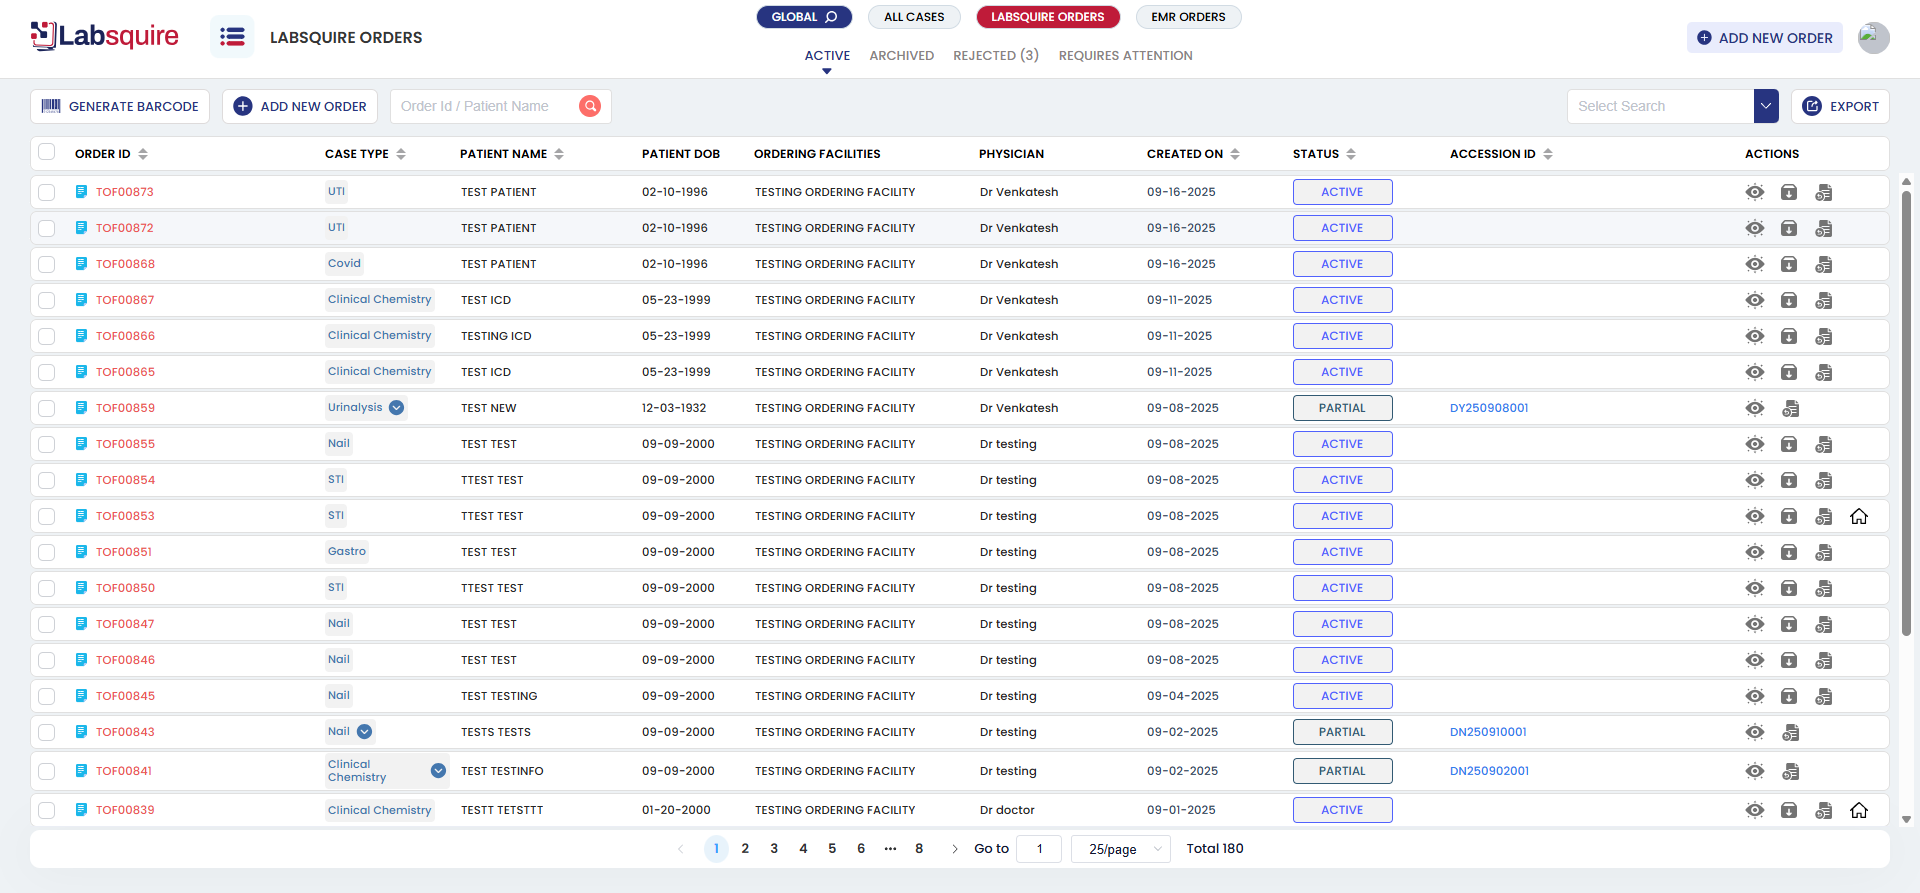 Labsquire
LABSQUIRE ORDERS
GLOBAL
ALL CASES
LABSQUIRE ORDERS
EMR ORDERS
ACTIVE
ARCHIVED
REJECTED (3)
REQUIRES ATTENTION
ADD NEW ORDER
GENERATE BARCODE
ADD NEW ORDER
Order Id / Patient Name
Select Search
EXPORT
ORDER ID CASE TYPE PATIENT NAME PATIENT DOB ORDERING FACILITIES PHYSICIAN CREATED ON STATUS ACCESSION ID ACTIONS
TOF00873 UTI TEST PATIENT 02-10-1996 TESTING ORDERING FACILITY Dr Venkatesh 09-16-2025 ACTIVE
TOF00872 UTI TEST PATIENT 02-10-1996 TESTING ORDERING FACILITY Dr Venkatesh 09-16-2025 ACTIVE
TOF00868 Covid TEST PATIENT 02-10-1996 TESTING ORDERING FACILITY Dr Venkatesh 09-16-2025 ACTIVE
TOF00867 Clinical Chemistry TEST ICD 05-23-1999 TESTING ORDERING FACILITY Dr Venkatesh 09-11-2025 ACTIVE
TOF00866 Clinical Chemistry TESTING ICD 05-23-1999 TESTING ORDERING FACILITY Dr Venkatesh 09-11-2025 ACTIVE
TOF00865 Clinical Chemistry TEST ICD 05-23-1999 TESTING ORDERING FACILITY Dr Venkatesh 09-11-2025 ACTIVE
TOF00859 Urinalysis TEST NEW 12-03-1932 TESTING ORDERING FACILITY Dr Venkatesh 09-08-2025 PARTIAL DY250908001
TOF00855 Nail TEST TEST 09-09-2000 TESTING ORDERING FACILITY Dr testing 09-08-2025 ACTIVE
TOF00854 STI TTEST TEST 09-09-2000 TESTING ORDERING FACILITY Dr testing 09-08-2025 ACTIVE
TOF00853 STI TTEST TEST 09-09-2000 TESTING ORDERING FACILITY Dr testing 09-08-2025 ACTIVE
TOF00851 Gastro TEST TEST 09-09-2000 TESTING ORDERING FACILITY Dr testing 09-08-2025 ACTIVE
TOF00850 STI TTEST TEST 09-09-2000 TESTING ORDERING FACILITY Dr testing 09-08-2025 ACTIVE
TOF00847 Nail TEST TEST 09-09-2000 TESTING ORDERING FACILITY Dr testing 09-08-2025 ACTIVE
TOF00846 Nail TEST TEST 09-09-2000 TESTING ORDERING FACILITY Dr testing 09-08-2025 ACTIVE
TOF00845 Nail TEST TESTING 09-09-2000 TESTING ORDERING FACILITY Dr testing 09-04-2025 ACTIVE
TOF00843 Nail TESTS TESTS 09-09-2000 TESTING ORDERING FACILITY Dr testing 09-02-2025 PARTIAL DN250910001
TOF00841 Clinical Chemistry TEST TESTINFO 09-09-2000 TESTING ORDERING FACILITY Dr testing 09-02-2025 PARTIAL DN250902001
TOF00839 Clinical Chemistry TESTT TETSTTT 01-20-2000 TESTING ORDERING FACILITY Dr doctor 09-01-2025 ACTIVE
1 2 3 4 5 6 ••• 8 Go to 1 25/page Total 180